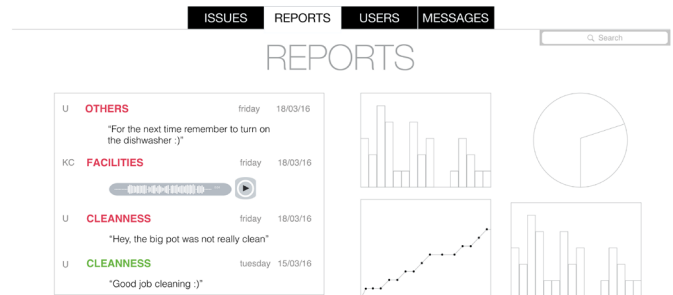 ISSUES REPORTS USERS MESSAGES
Search
REPORTS
U OTHERS friday 18/03/16
“For the next time remember to turn on
the dishwasher :)”
KC FACILITIES friday 18/03/16
U CLEANNESS friday 18/03/16
“Hey, the big pot was not really clean”
U CLEANNESS tuesday 15/03/16
“Good job cleaning :)”